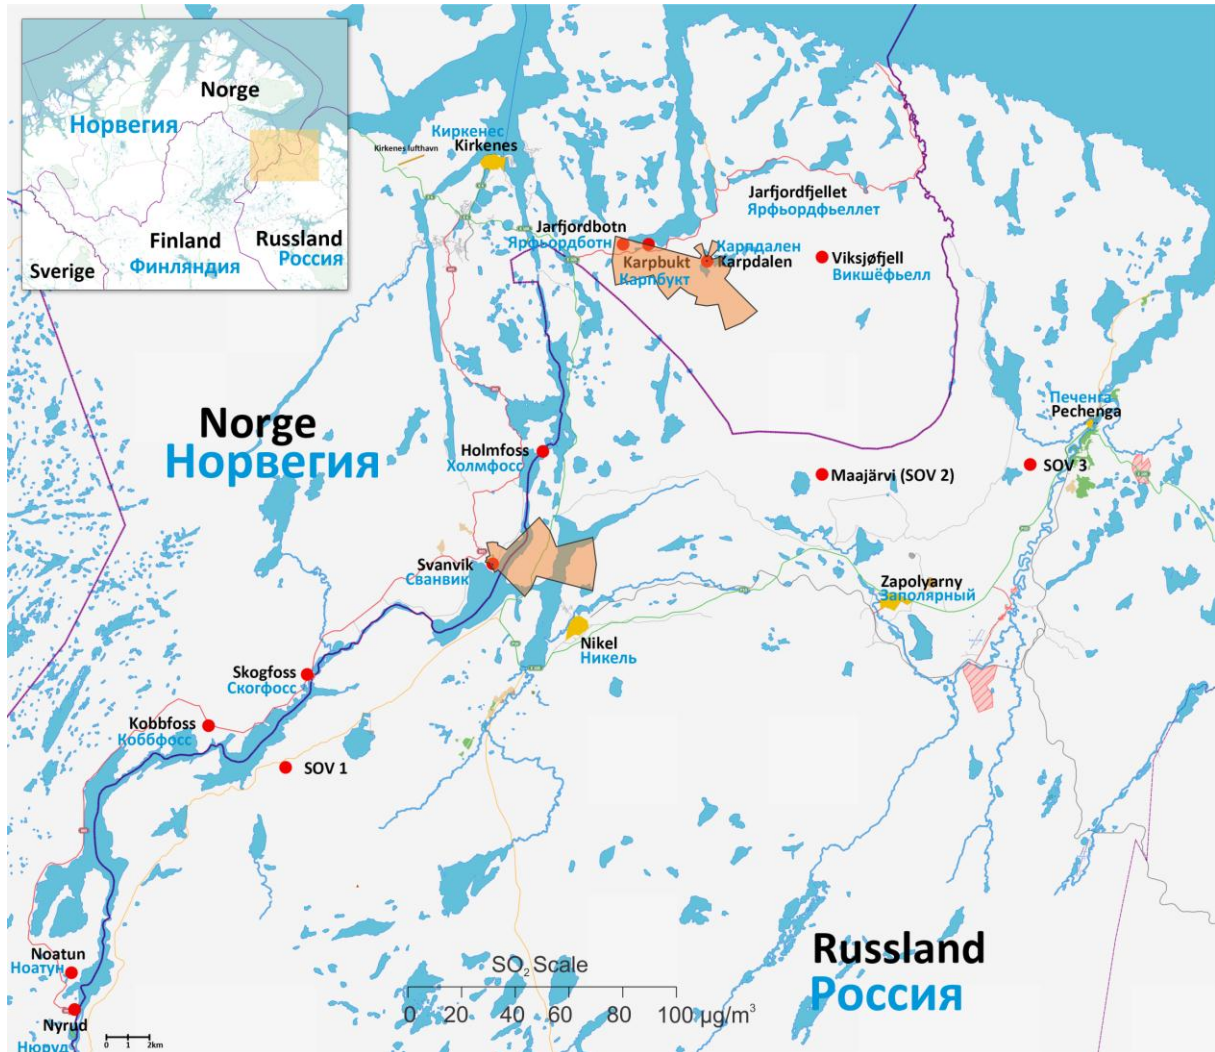 Norge
Норвегия
Finland
Финляндия
Russland
Россия
Sverige
Киркенес
Kirkenes
Kirkenes lufthavn
Jarfjordfjellet
Ярфьордфьеллет
Jarfjordbotn
Ярфьордботн
Карпдален
Karpdalen
Karpbukt
Карпбукт
Viksjøfjell
Викшёфьелл
Печенга
Pechenga
Norge
Норвегия
Holmfoss
Холмфосс
Maajärvi (SOV 2)
SOV 3
Svanvik
Сванвик
Zapolyarny
Заполярный
Nikel
Никель
Skogfoss
Скогфосс
Kobbfoss
Коббфосс
SOV 1
Russland
Россия
Noatun
Ноатун
Nyrud
Нюруд
0 1 2km
SO2 Scale
0 20 40 60 80 100 µg/m³